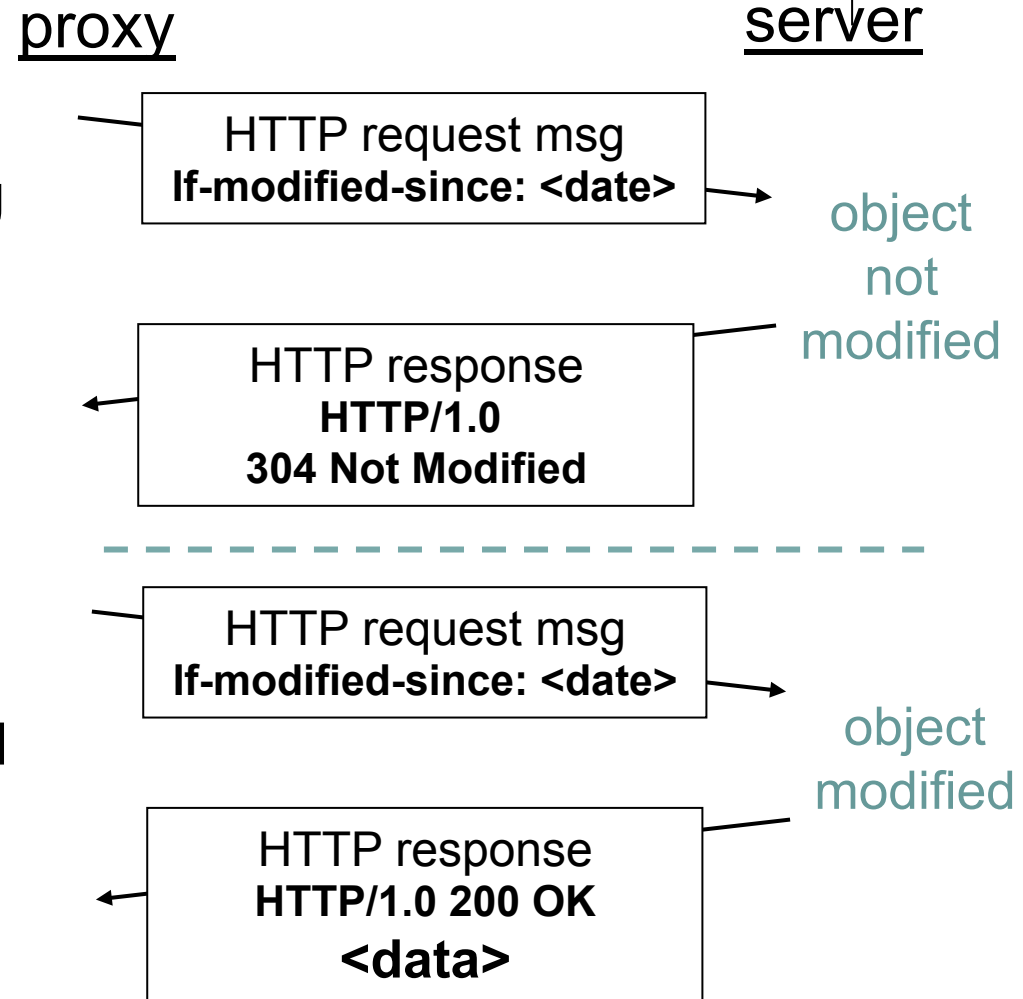 proxy
server
HTTP request msg
If-modified-since: <date>
object
not
modified
HTTP response
HTTP/1.0
304 Not Modified
HTTP request msg
If-modified-since: <date>
object
modified
HTTP response
HTTP/1.0 200 OK
<data>